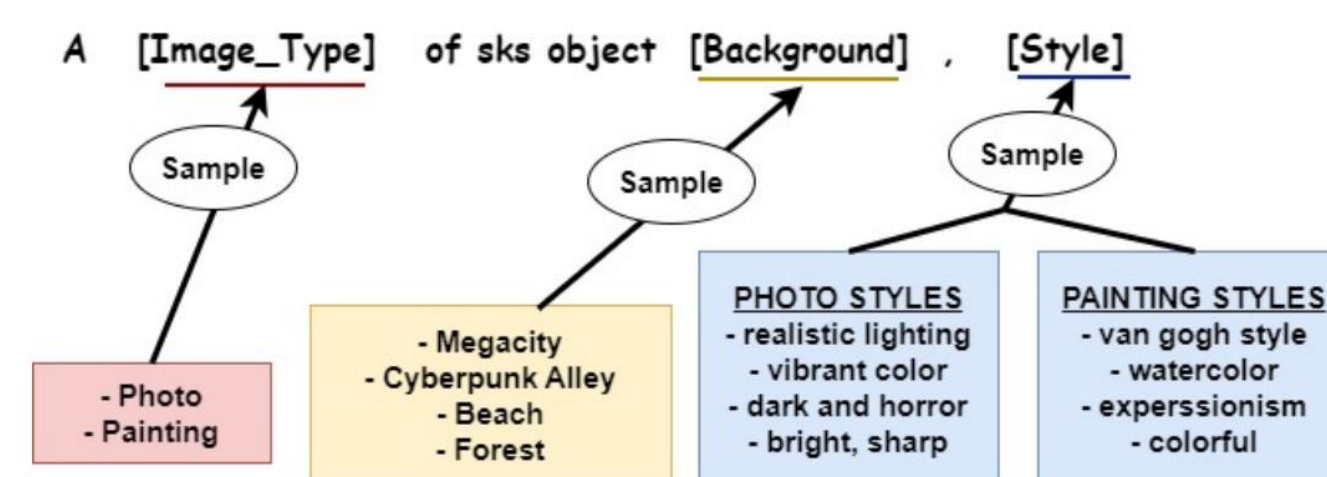 A [Image_Type] of sks object [Background] , [Style]
Sample
Sample
Sample
- Photo
- Painting
- Megacity
- Cyberpunk Alley
- Beach
- Forest
PHOTO STYLES
- realistic lighting
- vibrant color
- dark and horror
- bright, sharp
PAINTING STYLES
- van gogh style
- watercolor
- experssionism
- colorful